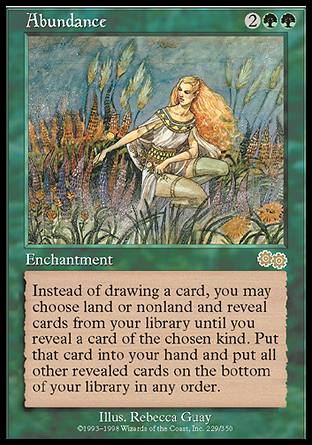 Abundance 2
Enchantment
Instead of drawing a card, you may
choose land or nonland and reveal
cards from your library until you
reveal a card of the chosen kind. Put
that card into your hand and put all
other revealed cards on the bottom
of your library in any order.
Illus. Rebecca Guay
©1993–1998 Wizards of the Coast, Inc. 229/350